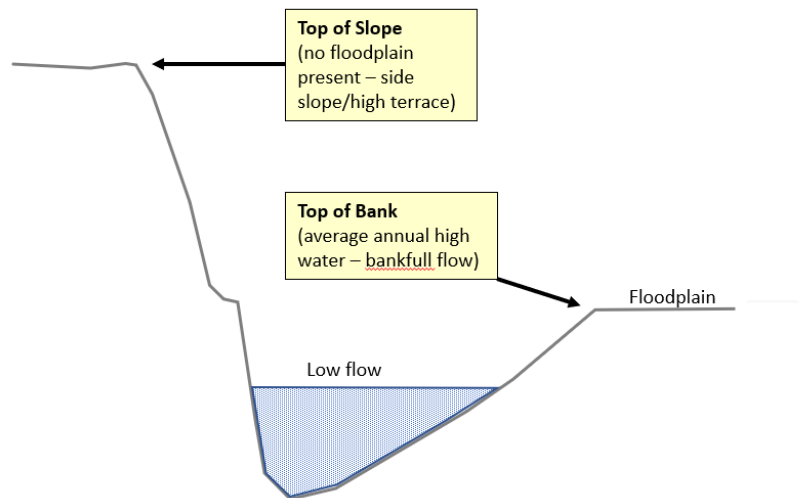 Top of Slope
(no floodplain
present – side
slope/high terrace)
Top of Bank
(average annual high
water – bankfull flow)
Floodplain
Low flow